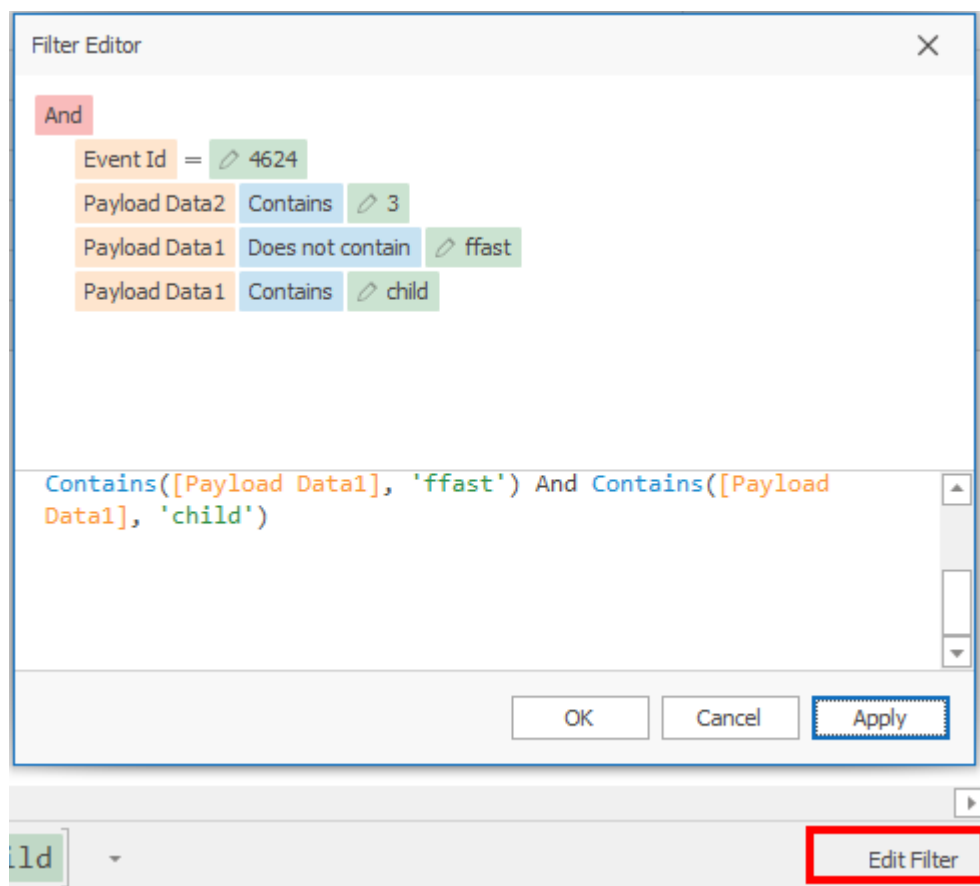 Filter Editor
And
Event Id = 4624
Payload Data2 Contains 3
Payload Data1 Does not contain ffast
Payload Data1 Contains child
Contains([Payload Data1], 'ffast') And Contains([Payload
Data1], 'child')
OK Cancel Apply
ild Edit Filter